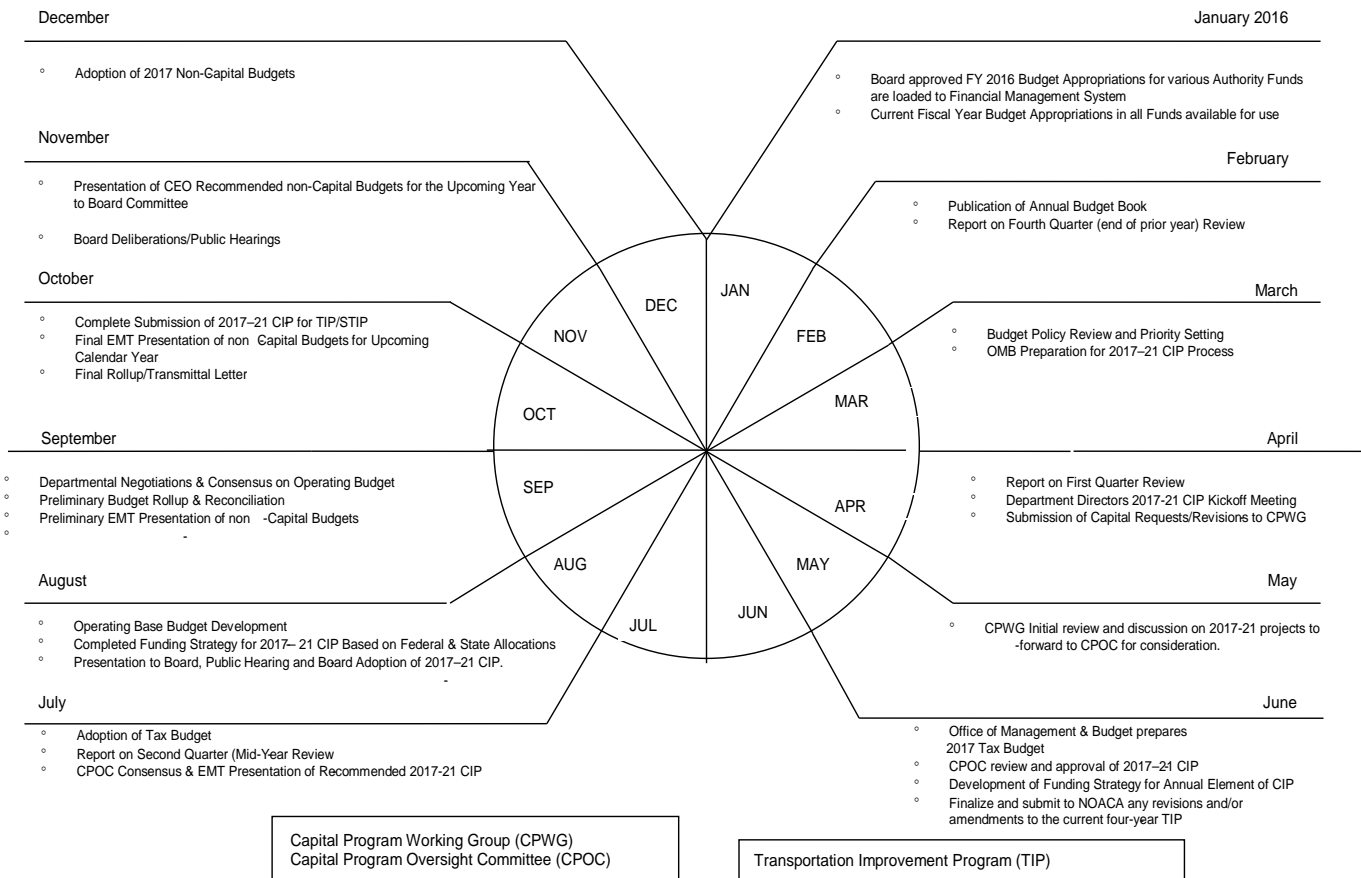 December
° Adoption of 2017 Non-Capital Budgets
November
° Presentation of CEO Recommended non-Capital Budgets for the Upcoming Year
to Board Committee
° Board Deliberations/Public Hearings
October
° Complete Submission of 2017–21 CIP for TIP/STIP
° Final EMT Presentation of non Capital Budgets for Upcoming
Calendar Year
° Final Rollup/Transmittal Letter
September
° Departmental Negotiations & Consensus on Operating Budget
° Preliminary Budget Rollup & Reconciliation
° Preliminary EMT Presentation of non -Capital Budgets
° -
August
° Operating Base Budget Development
° Completed Funding Strategy for 2017–- 21 CIP Based on Federal & State Allocations
° Presentation to Board, Public Hearing and Board Adoption of 2017–21 CIP.
-
July
° Adoption of Tax Budget
° Report on Second Quarter (Mid-Year Review
° CPOC Consensus & EMT Presentation of Recommended 2017-21 CIP
DEC
NOV
OCT
SEP
AUG
JUL
JAN
FEB
MAR
APR
MAY
JUN
January 2016
° Board approved FY 2016 Budget Appropriations for various Authority Funds
are loaded to Financial Management System
° Current Fiscal Year Budget Appropriations in all Funds available for use
February
° Publication of Annual Budget Book
° Report on Fourth Quarter (end of prior year) Review
March
° Budget Policy Review and Priority Setting
° OMB Preparation for 2017–21 CIP Process
April
° Report on First Quarter Review
° Department Directors 2017-21 CIP Kickoff Meeting
° Submission of Capital Requests/Revisions to CPWG
May
° CPWG Initial review and discussion on 2017-21 projects to
-forward to CPOC for consideration.
June
° Office of Management & Budget prepares
2017 Tax Budget
° CPOC review and approval of 2017–21 CIP
° Development of Funding Strategy for Annual Element of CIP
° Finalize and submit to NOACA any revisions and/or
amendments to the current four-year TIP
Capital Program Working Group (CPWG)
Capital Program Oversight Committee (CPOC)
Transportation Improvement Program (TIP)